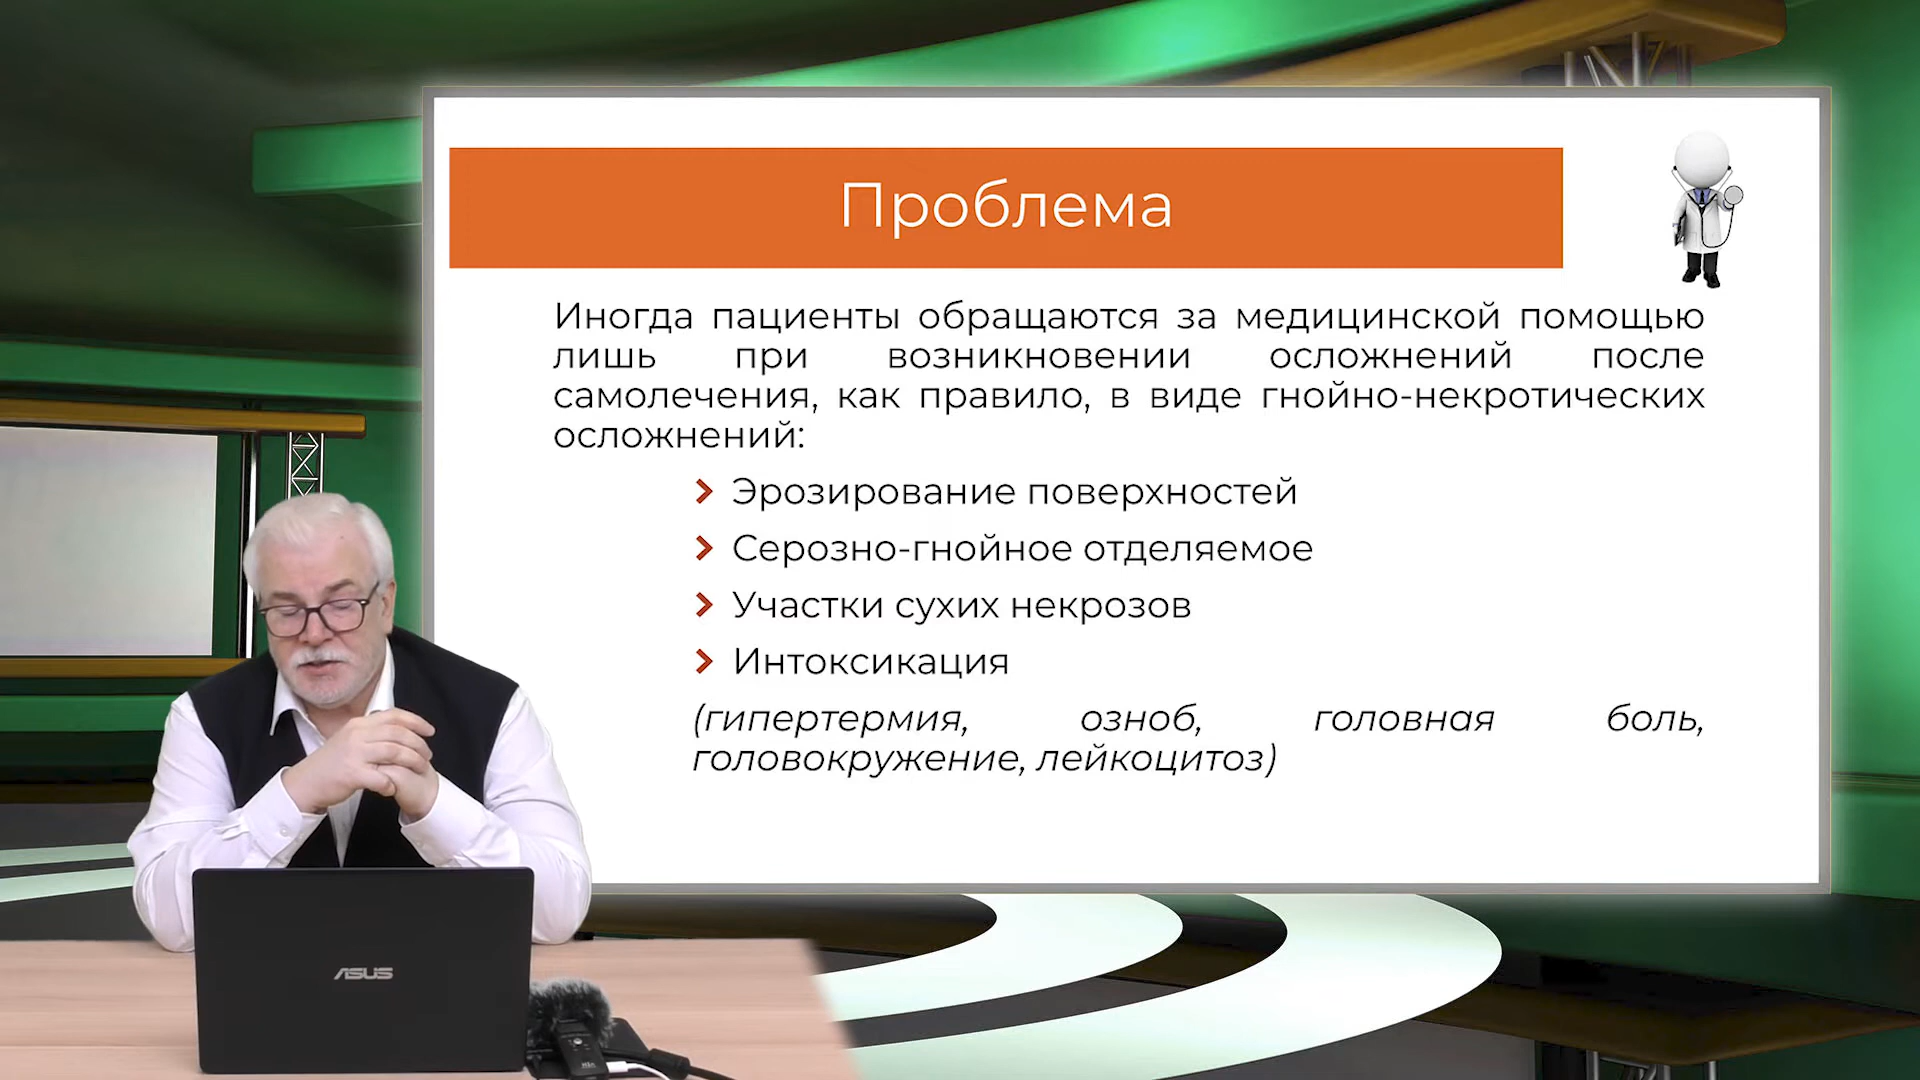 Проблема
Иногда пациенты обращаются за медицинской помощью
лишь при возникновении осложнений после
самолечения, как правило, в виде гнойно-некротических
осложнений:
Эрозирование поверхностей
Серозно-гнойное отделяемое
Участки сухих некрозов
Интоксикация
(гипертермия, озноб, головная боль,
головокружение, лейкоцитоз)
ASUS